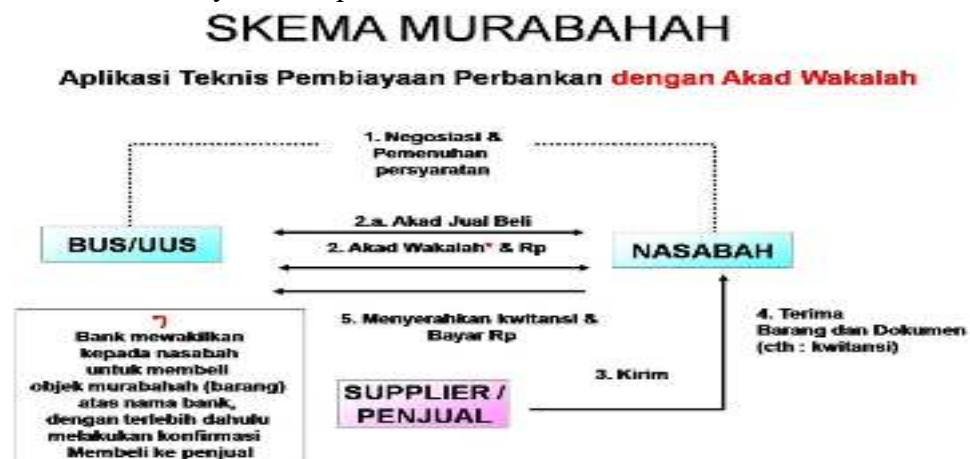 SKEMA MURABAHAH
Aplikasi Teknis Pembiayaan Perbankan dengan Akad Wakalah
1. Negosiasi &
Pemenuhan
persyaratan
2.a. Akad Jual Beli
BUS/UUS
2. Akad Wakalah* & Rp
NASABAH
5. Menyerahkan kwitansi &
Bayar Rp
4. Terima
Barang dan Dokumen
(cth : kwitansi)
Bank mewakilkan
kepada nasabah
untuk membeli
objek murabahah (barang)
atas nama bank,
dengan terlebih dahulu
melakukan konfirmasi
Membeli ke penjual
3. Kirim
SUPPLIER /
PENJUAL